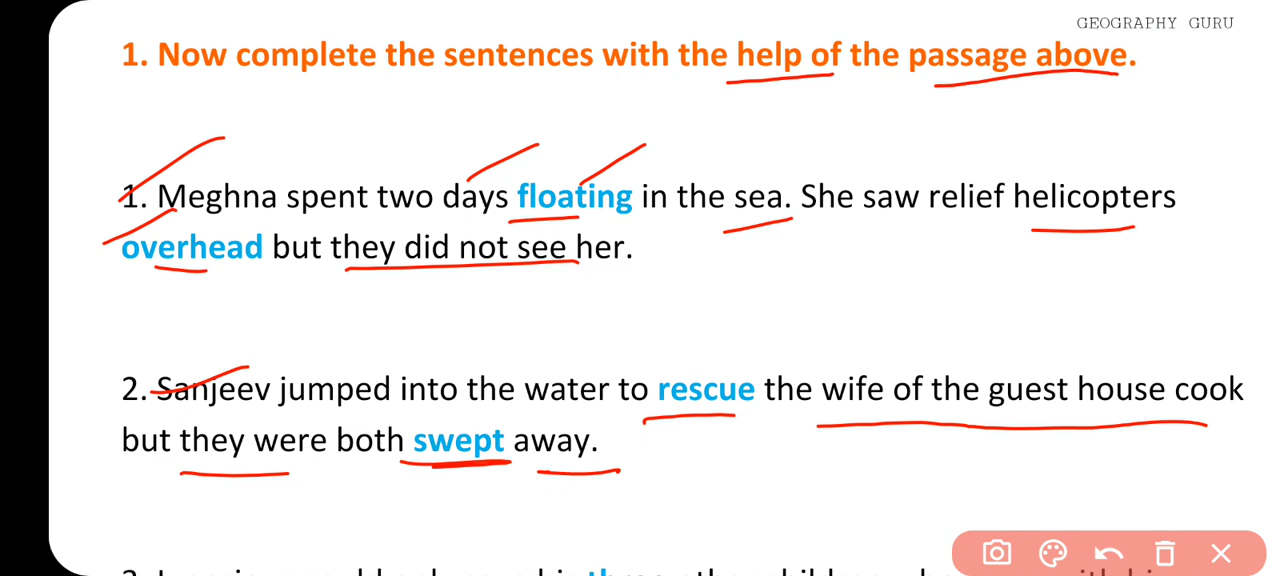 GEOGRAPHY GURU
1. Now complete the sentences with the help of the passage above.
1. Meghna spent two days floating in the sea. She saw relief helicopters
overhead but they did not see her.
2. Sanjeev jumped into the water to rescue the wife of the guest house cook
but they were both swept away.